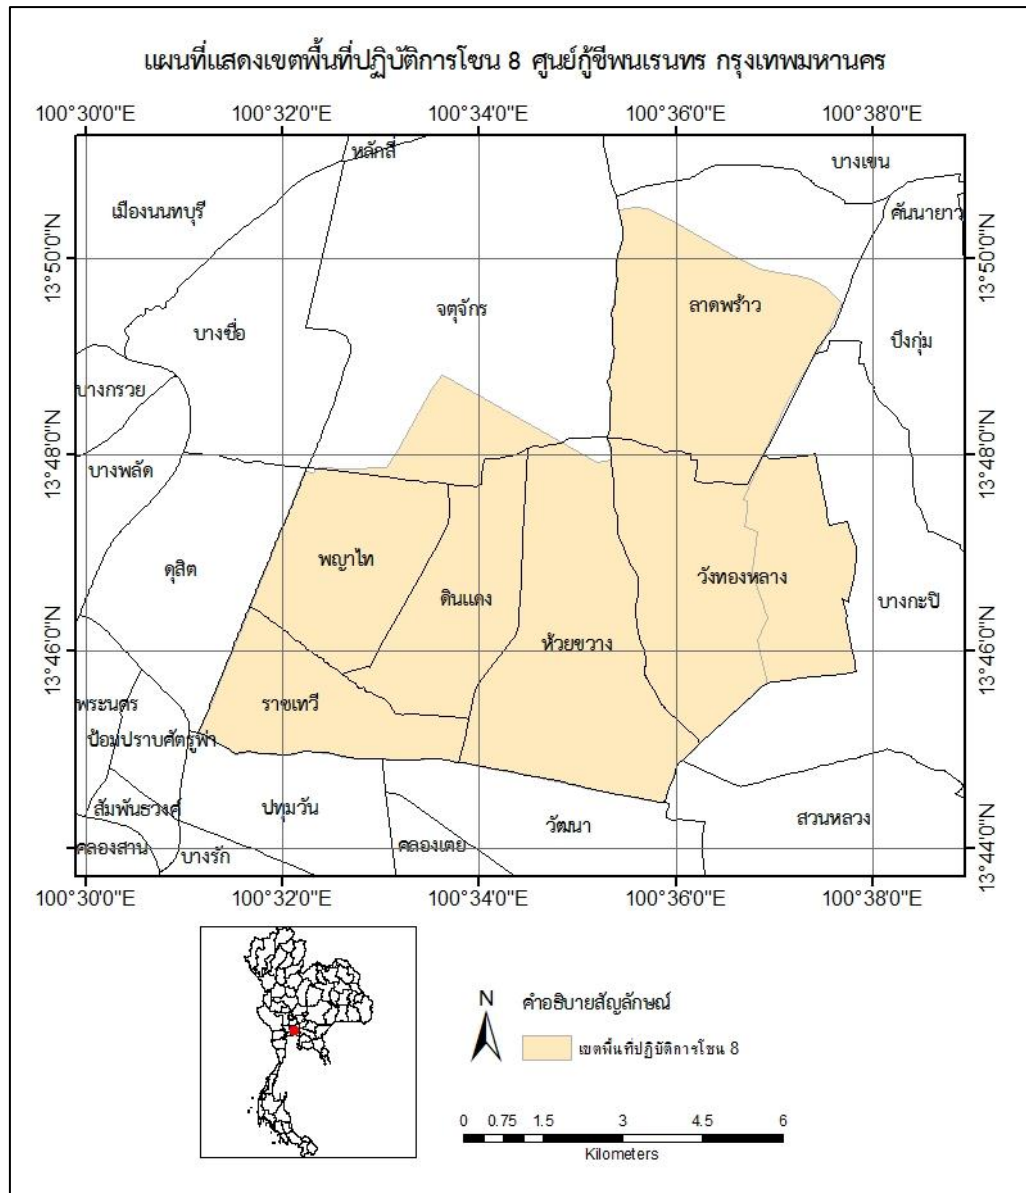 แผนที่แสดงเขตพื้นที่ปฏิบัติการโซน 8 ศูนย์กู้ชีพนเรนทร กรุงเทพมหานคร
100°30'0"E 100°32'0"E 100°34'0"E 100°36'0"E 100°38'0"E
หลักสี่
บางเขน
เมืองนนทบุรี
คันนายาว
13°50'0"N
13°50'0"N
ลาดพร้าว
จตุจักร
บางซื่อ
บึงกุ่ม
บางกรวย
13°48'0"N
13°48'0"N
บางพลัด
พญาไท
ดุสิต
วังทองหลาง
ดินแดง
บางกะปิ
ห้วยขวาง
13°46'0"N
13°46'0"N
พระนคร
ราชเทวี
ป้อมปราบศัตรูพ่า
สัมพันธวงศ์
ปทุมวัน
สวนหลวง
วัฒนา
คลองสาน
บางรัก
คลองเตย
13°44'0"N
13°44'0"N
100°30'0"E 100°32'0"E 100°34'0"E 100°36'0"E 100°38'0"E
N
คำอธิบายสัญลักษณ์
เขตพื้นที่ปฏิบัติการโซน 8
0 0.75 1.5 3 4.5 6
Kilometers